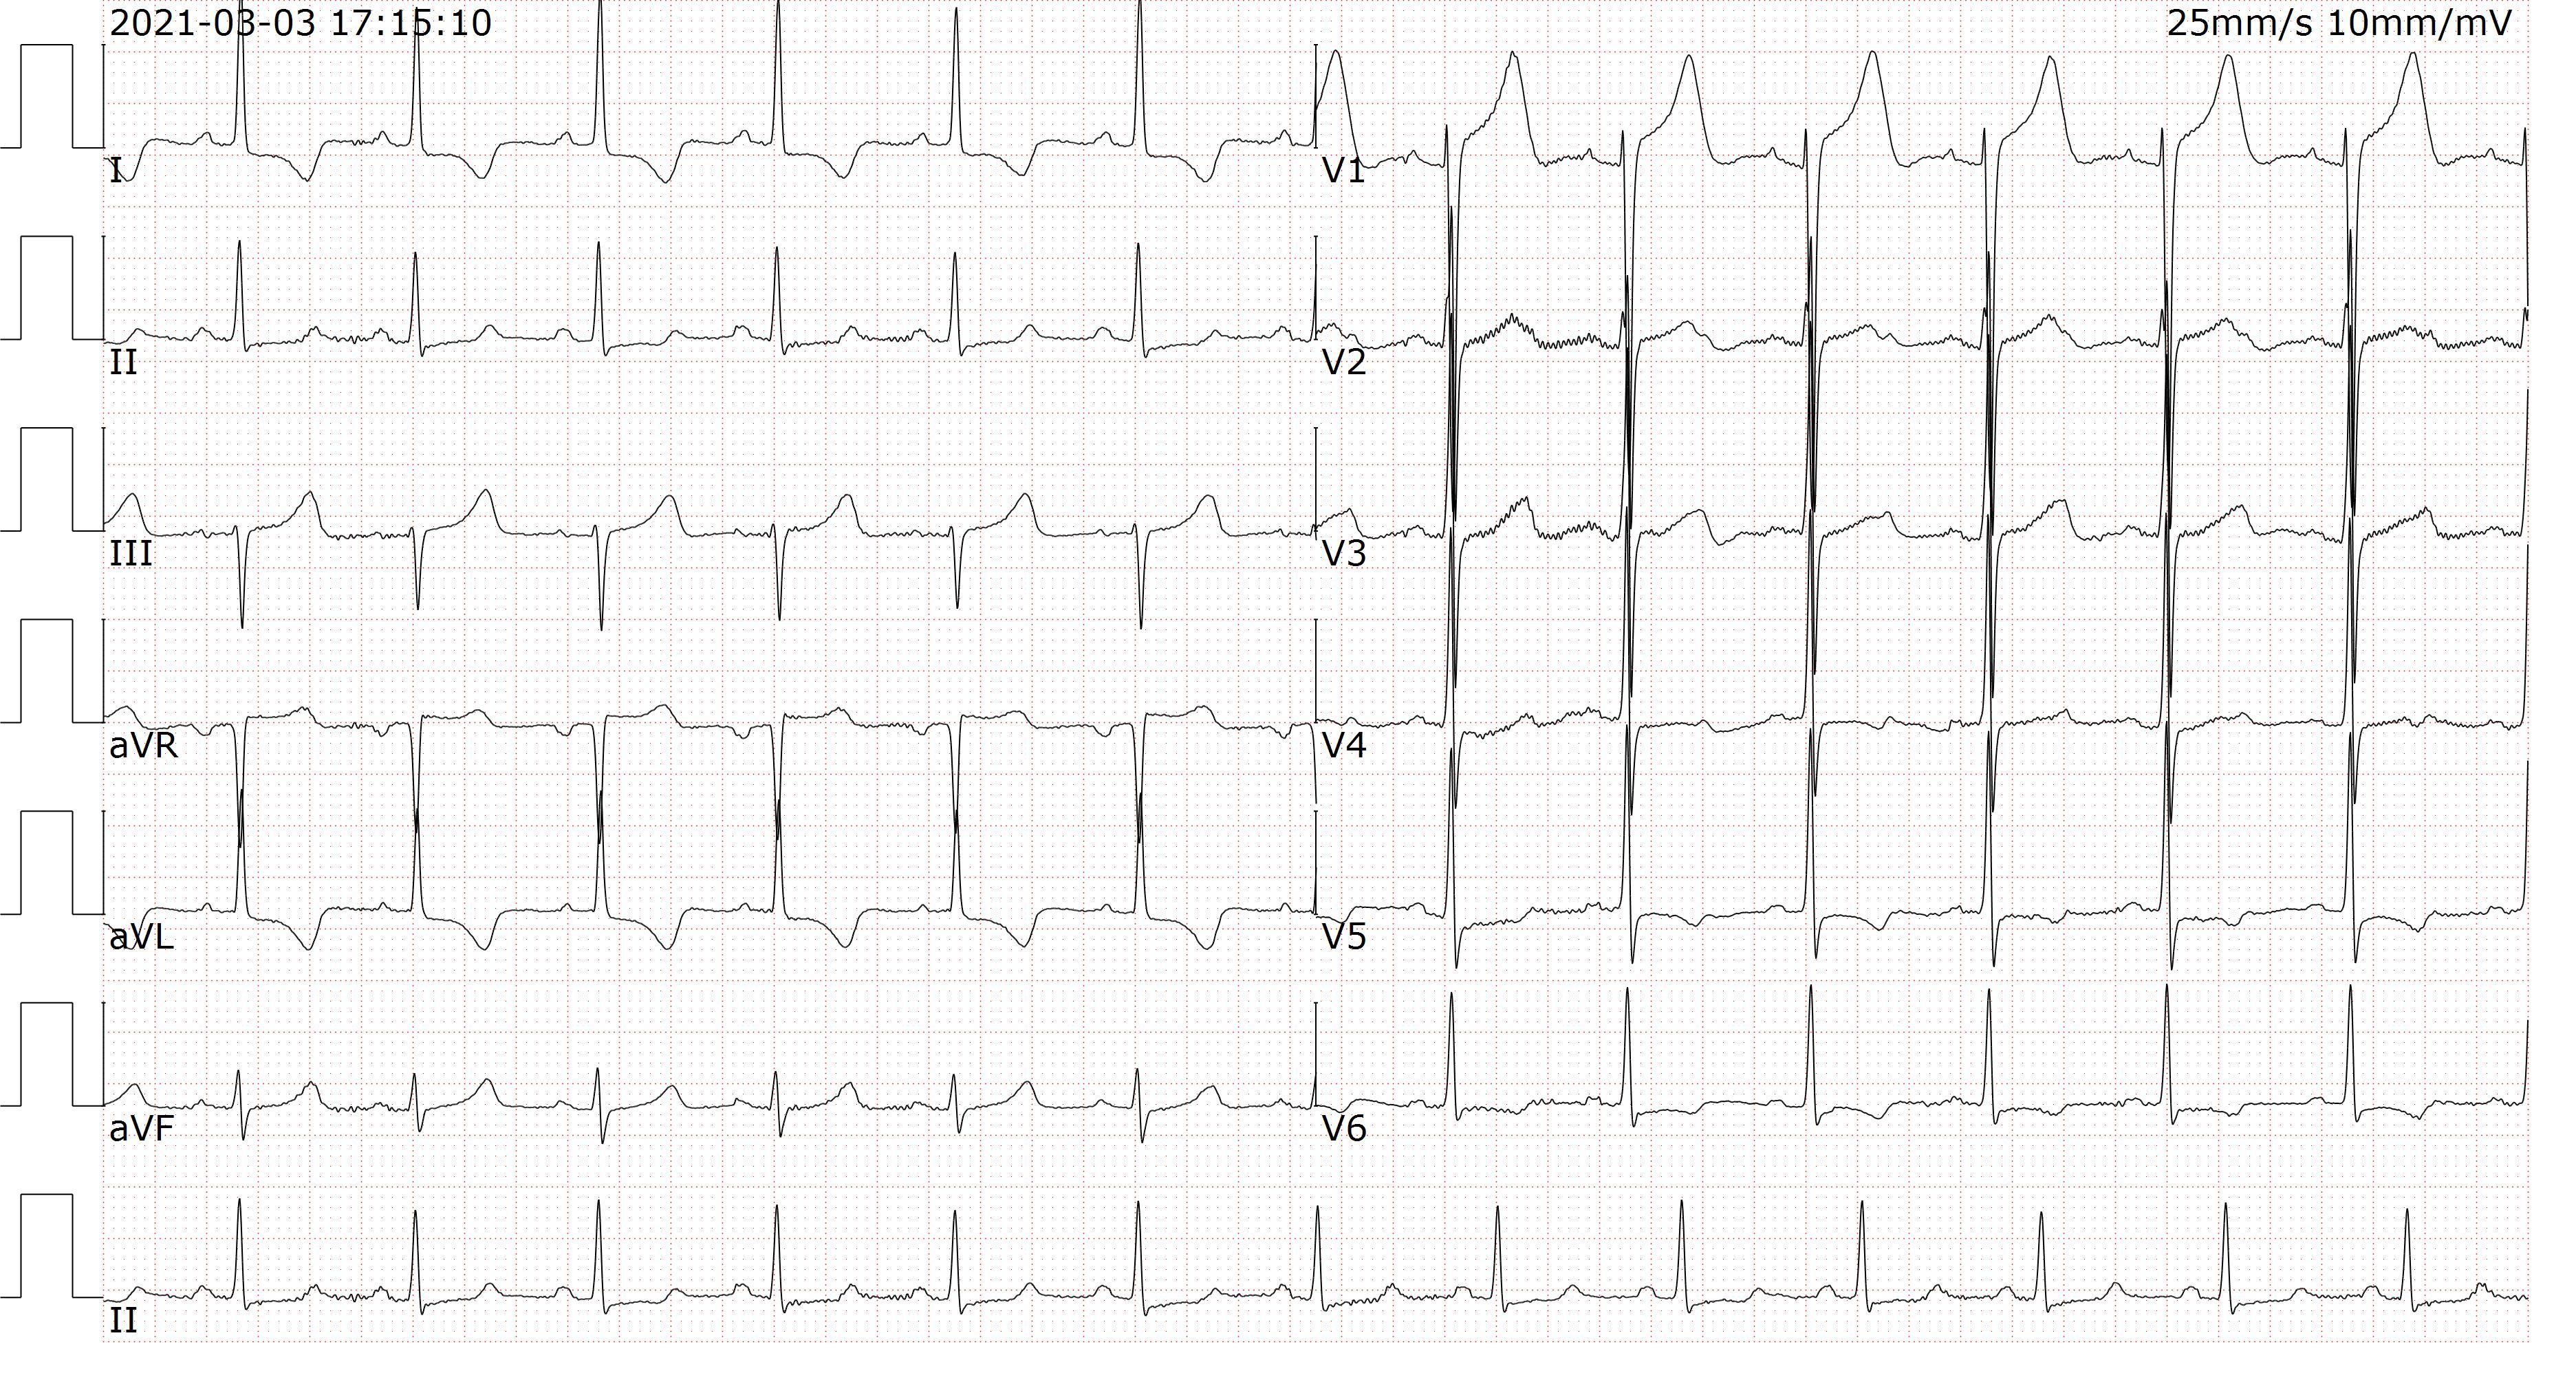 2021-03-03 17:15:10
25mm/s 10mm/mV
I
V1
II
V2
III
V3
aVR
V4
aVL
V5
aVF
V6
II